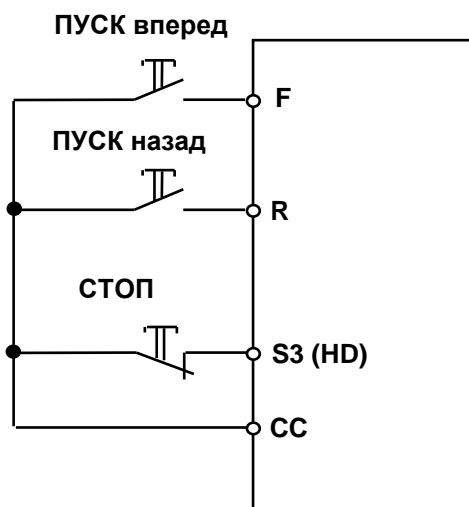 ПУСК вперед
F
ПУСК назад
R
СТОП
S3 (HD)
CC